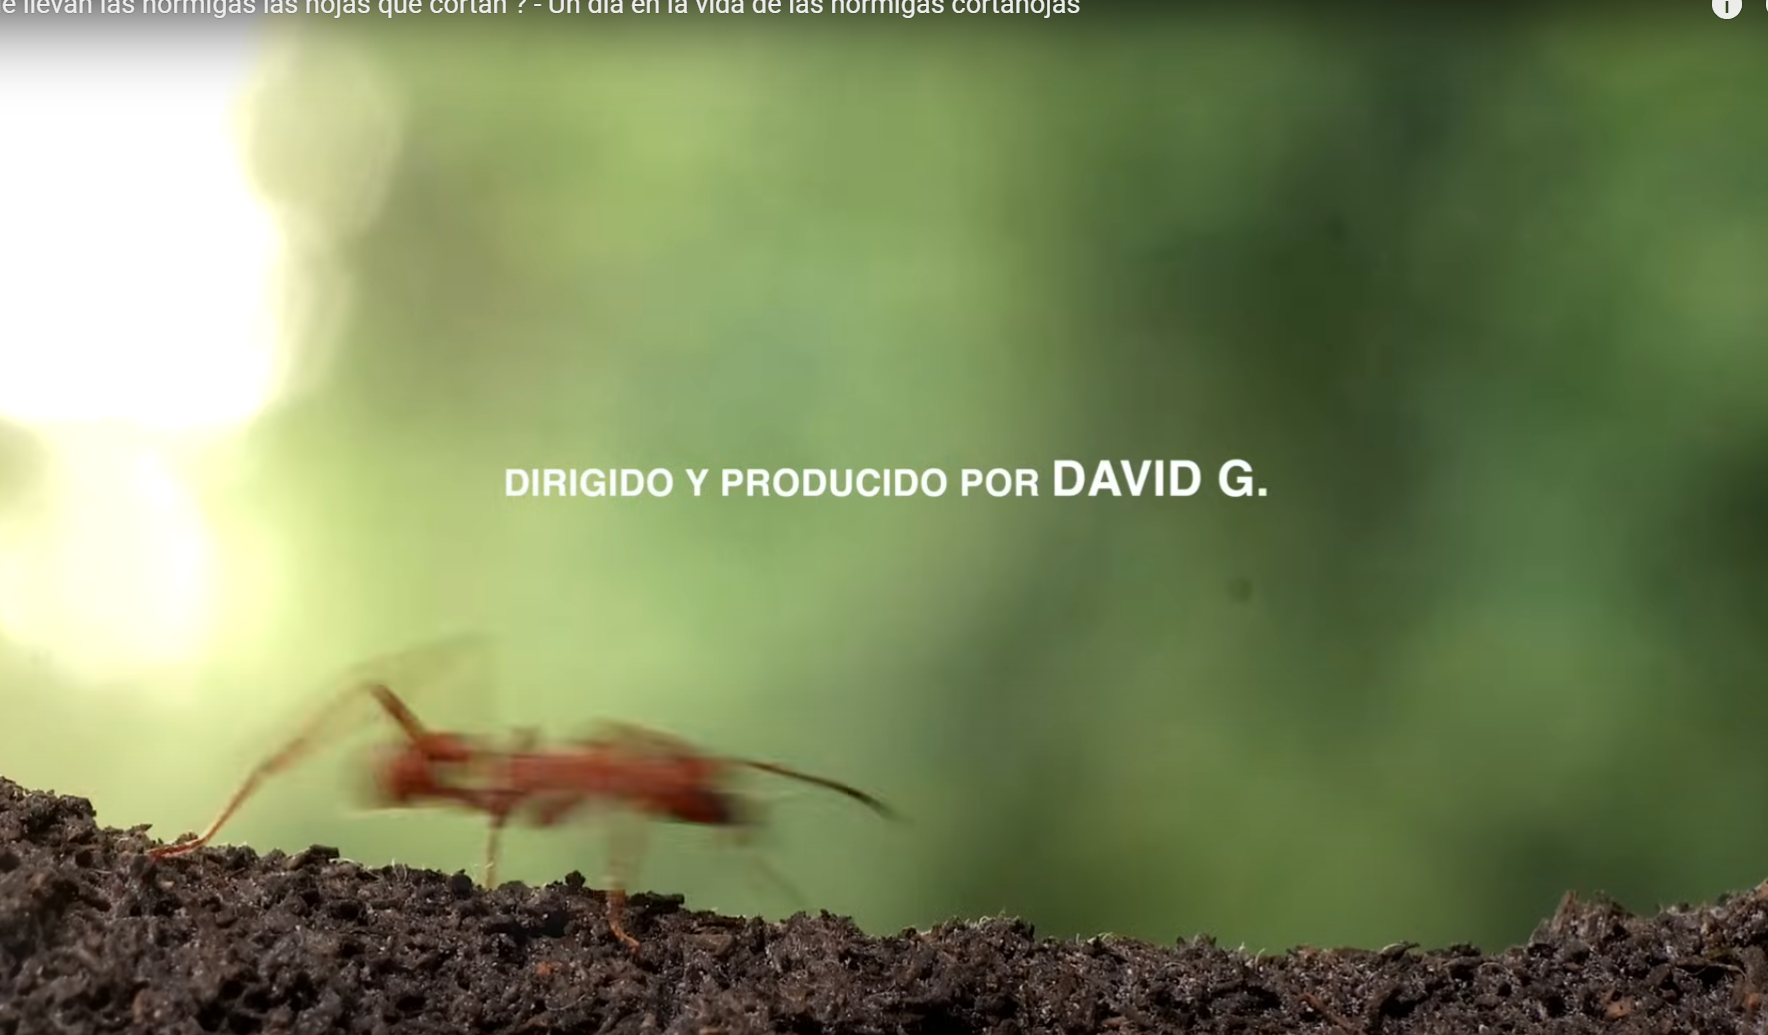 llevan las hormigas las hojas que cortan ? - Un día en la vida de las hormigas cortahojas
DIRIGIDO Y PRODUCIDO POR DAVID G.